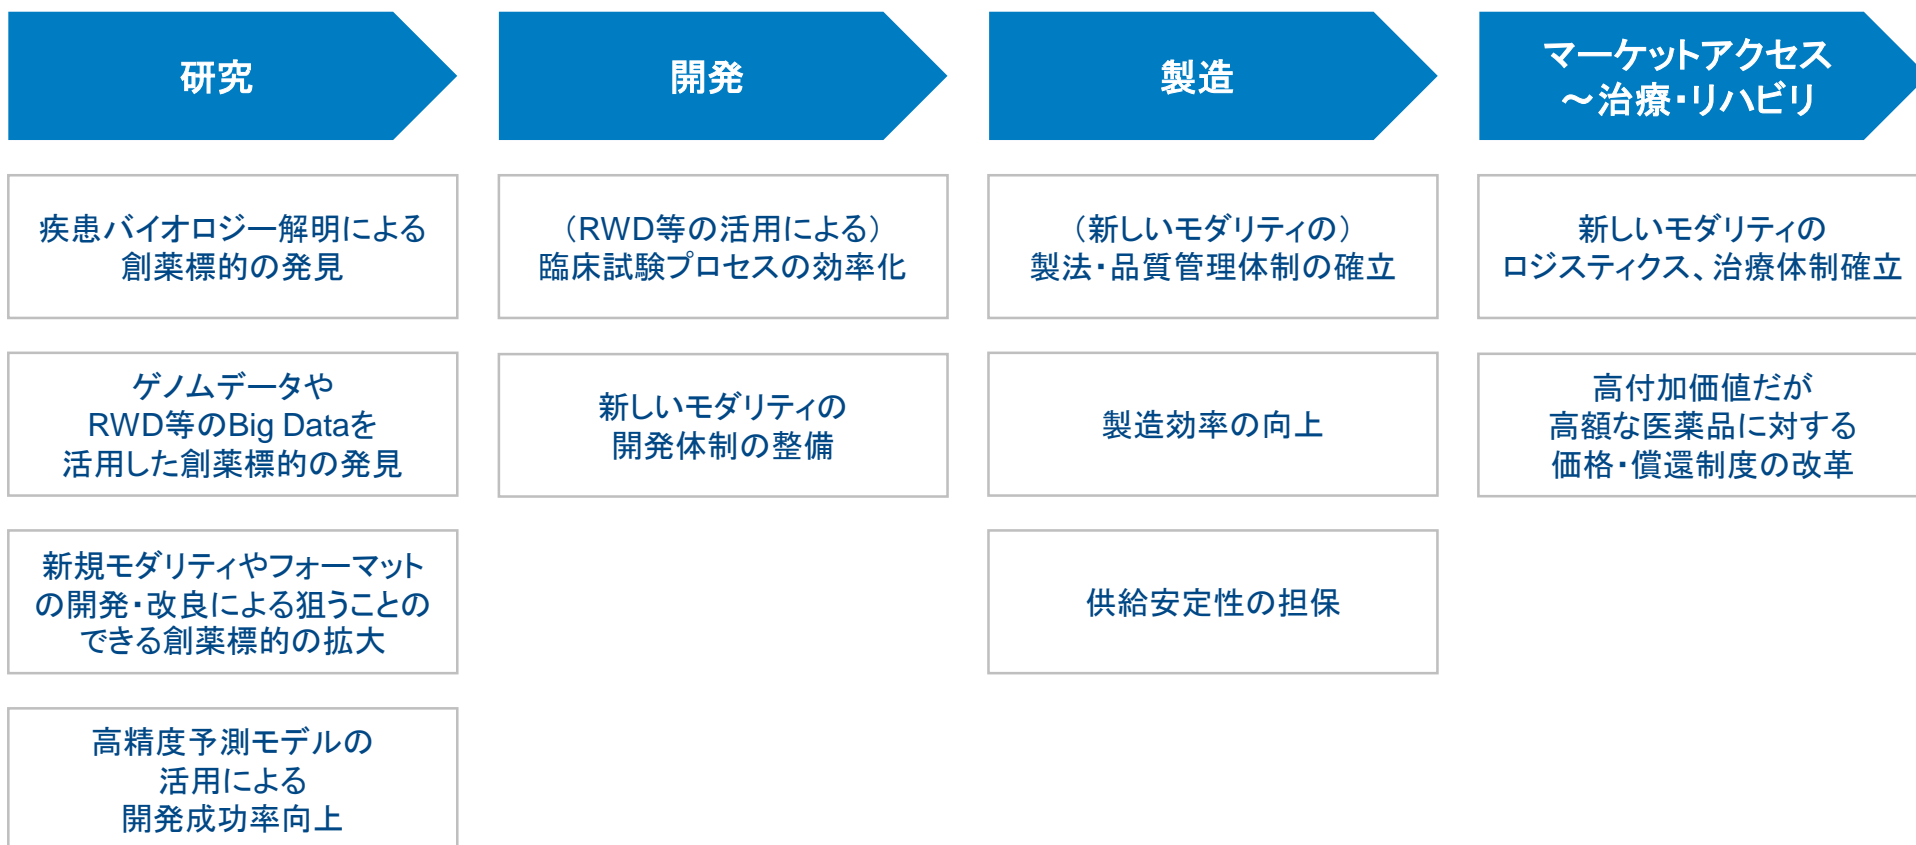 研究
開発
製造
マーケットアクセス
～治療・リハビリ
疾患バイオロジー解明による
創薬標的の発見
ゲノムデータや
RWD等のBig Dataを
活用した創薬標的の発見
新規モダリティやフォーマット
の開発・改良による狙うことの
できる創薬標的の拡大
高精度予測モデルの
活用による
開発成功率向上
（RWD等の活用による）
臨床試験プロセスの効率化
新しいモダリティの
開発体制の整備
（新しいモダリティの）
製法・品質管理体制の確立
製造効率の向上
供給安定性の担保
新しいモダリティの
ロジスティクス、治療体制確立
高付加価値だが
高額な医薬品に対する
価格・償還制度の改革